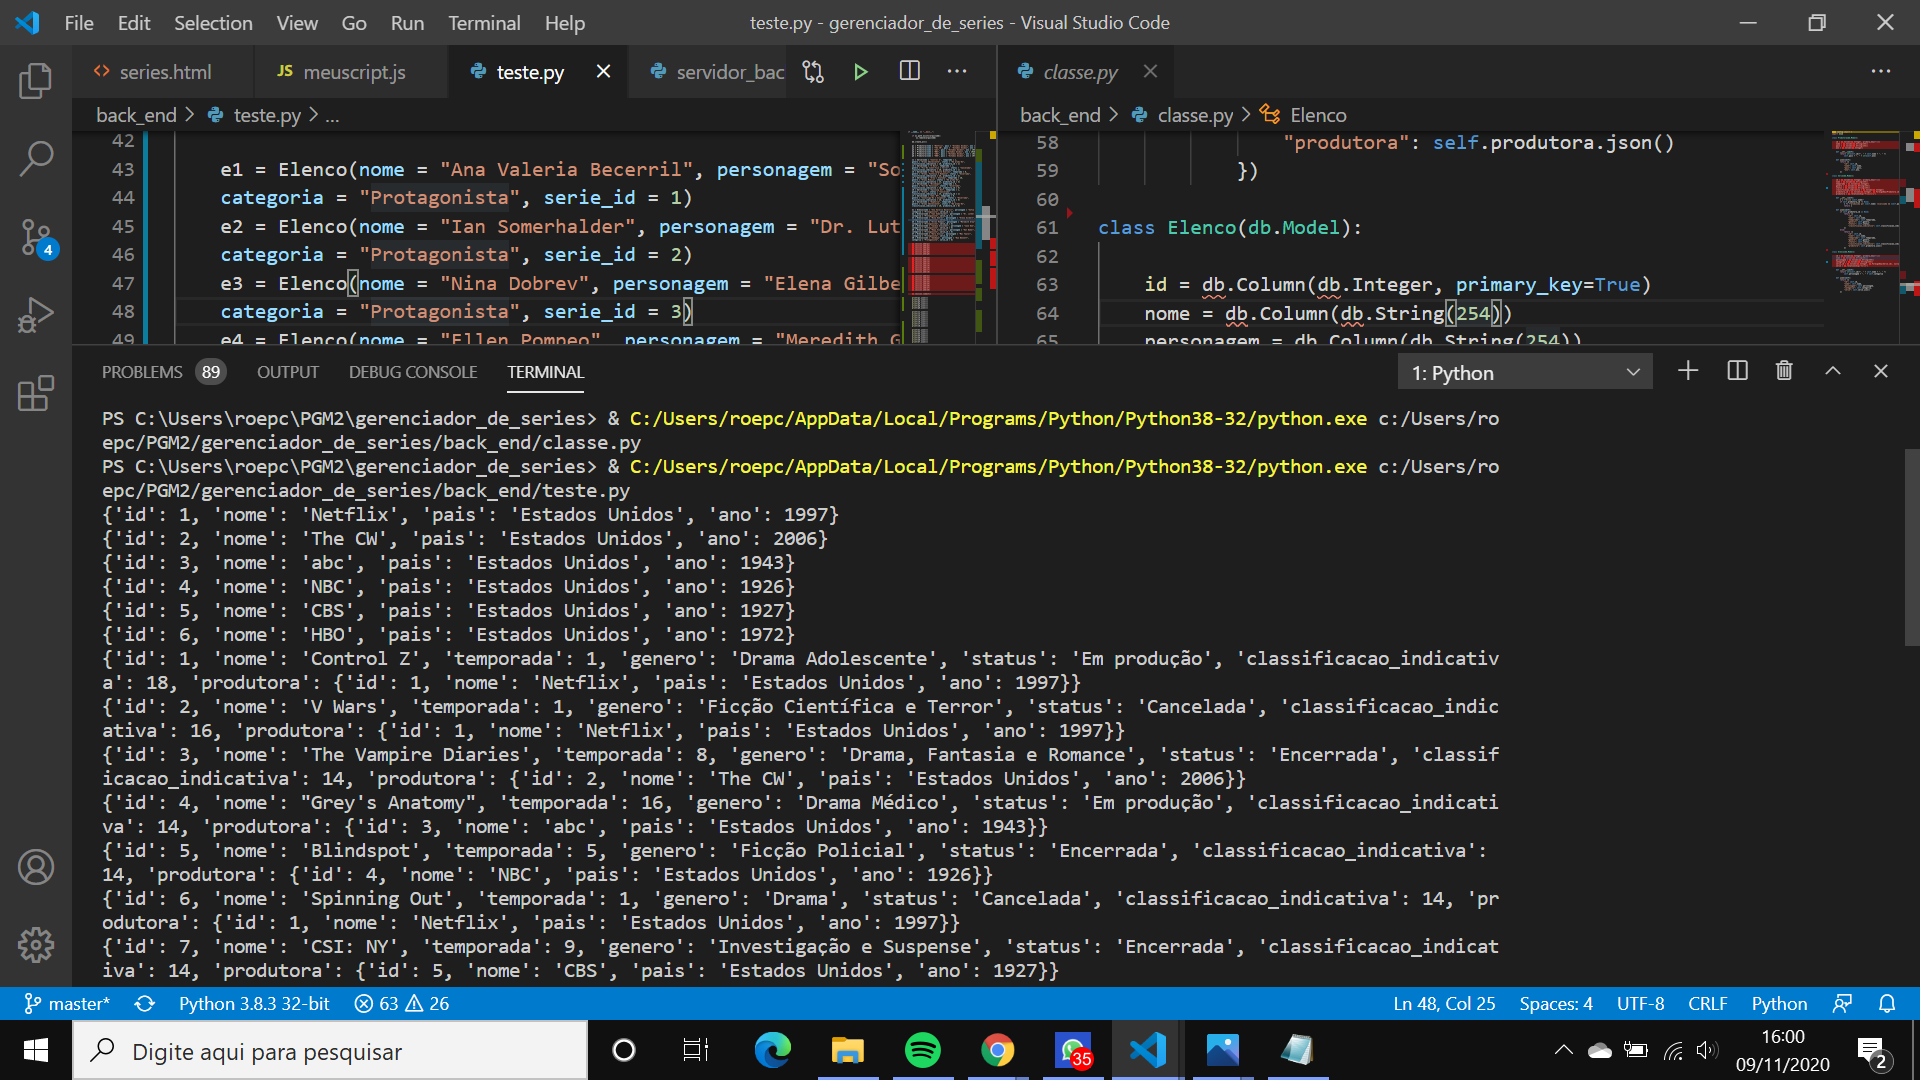 File Edit Selection View Go Run Terminal Help
teste.py - gerenciador_de_series - Visual Studio Code
series.html
JS meuscript.js
teste.py
servidor_bac
classe.py
back_end > teste.py > ...
42
43 e1 = Elenco(nome = "Ana Valeria Becerril", personagem = "So
44 categoria = "Protagonista", serie_id = 1)
45 e2 = Elenco(nome = "Ian Somerhalder", personagem = "Dr. Lut
46 categoria = "Protagonista", serie_id = 2)
47 e3 = Elenco(nome = "Nina Dobrev", personagem = "Elena Gilbe
48 categoria = "Protagonista", serie_id = 3)
49 e4 = Elenco(nome = "Ellen Pompeo", personagem = "Meredith G
back_end > classe.py > Elenco
58 "produtora": self.produtora.json()
59 })
60
61 class Elenco(db.Model):
62
63 id = db.Column(db.Integer, primary_key=True)
64 nome = db.Column(db.String(254))
65 personagem = db.Column(db.String(254))
PROBLEMS 89 OUTPUT DEBUG CONSOLE TERMINAL
1: Python
PS C:\Users\roepc\PGM2\gerenciador_de_series> & C:/Users/roepc/AppData/Local/Programs/Python/Python38-32/python.exe c:/Users/ro
epc/PGM2/gerenciador_de_series/back_end/classe.py
PS C:\Users\roepc\PGM2\gerenciador_de_series> & C:/Users/roepc/AppData/Local/Programs/Python/Python38-32/python.exe c:/Users/ro
epc/PGM2/gerenciador_de_series/back_end/teste.py
{'id': 1, 'nome': 'Netflix', 'pais': 'Estados Unidos', 'ano': 1997}
{'id': 2, 'nome': 'The CW', 'pais': 'Estados Unidos', 'ano': 2006}
{'id': 3, 'nome': 'abc', 'pais': 'Estados Unidos', 'ano': 1943}
{'id': 4, 'nome': 'NBC', 'pais': 'Estados Unidos', 'ano': 1926}
{'id': 5, 'nome': 'CBS', 'pais': 'Estados Unidos', 'ano': 1927}
{'id': 6, 'nome': 'HBO', 'pais': 'Estados Unidos', 'ano': 1972}
{'id': 1, 'nome': 'Control Z', 'temporada': 1, 'genero': 'Drama Adolescente', 'status': 'Em produção', 'classificacao_indicativ
a': 18, 'produtora': {'id': 1, 'nome': 'Netflix', 'pais': 'Estados Unidos', 'ano': 1997}}
{'id': 2, 'nome': 'V Wars', 'temporada': 1, 'genero': 'Ficção Científica e Terror', 'status': 'Cancelada', 'classificacao_indic
ativa': 16, 'produtora': {'id': 1, 'nome': 'Netflix', 'pais': 'Estados Unidos', 'ano': 1997}}
{'id': 3, 'nome': 'The Vampire Diaries', 'temporada': 8, 'genero': 'Drama, Fantasia e Romance', 'status': 'Encerrada', 'classif
icacao_indicativa': 14, 'produtora': {'id': 2, 'nome': 'The CW', 'pais': 'Estados Unidos', 'ano': 2006}}
{'id': 4, 'nome': "Grey's Anatomy", 'temporada': 16, 'genero': 'Drama Médico', 'status': 'Em produção', 'classificacao_indicati
va': 14, 'produtora': {'id': 3, 'nome': 'abc', 'pais': 'Estados Unidos', 'ano': 1943}}
{'id': 5, 'nome': 'Blindspot', 'temporada': 5, 'genero': 'Ficção Policial', 'status': 'Encerrada', 'classificacao_indicativa':
14, 'produtora': {'id': 4, 'nome': 'NBC', 'pais': 'Estados Unidos', 'ano': 1926}}
{'id': 6, 'nome': 'Spinning Out', 'temporada': 1, 'genero': 'Drama', 'status': 'Cancelada', 'classificacao_indicativa': 14, 'pr
odutora': {'id': 1, 'nome': 'Netflix', 'pais': 'Estados Unidos', 'ano': 1997}}
{'id': 7, 'nome': 'CSI: NY', 'temporada': 9, 'genero': 'Investigação e Suspense', 'status': 'Encerrada', 'classificacao_indicat
iva': 14, 'produtora': {'id': 5, 'nome': 'CBS', 'pais': 'Estados Unidos', 'ano': 1927}}
4
master* Python 3.8.3 32-bit 63 26
Ln 48, Col 25 Spaces: 4 UTF-8 CRLF Python
Digite aqui para pesquisar
35
16:00
09/11/2020
2